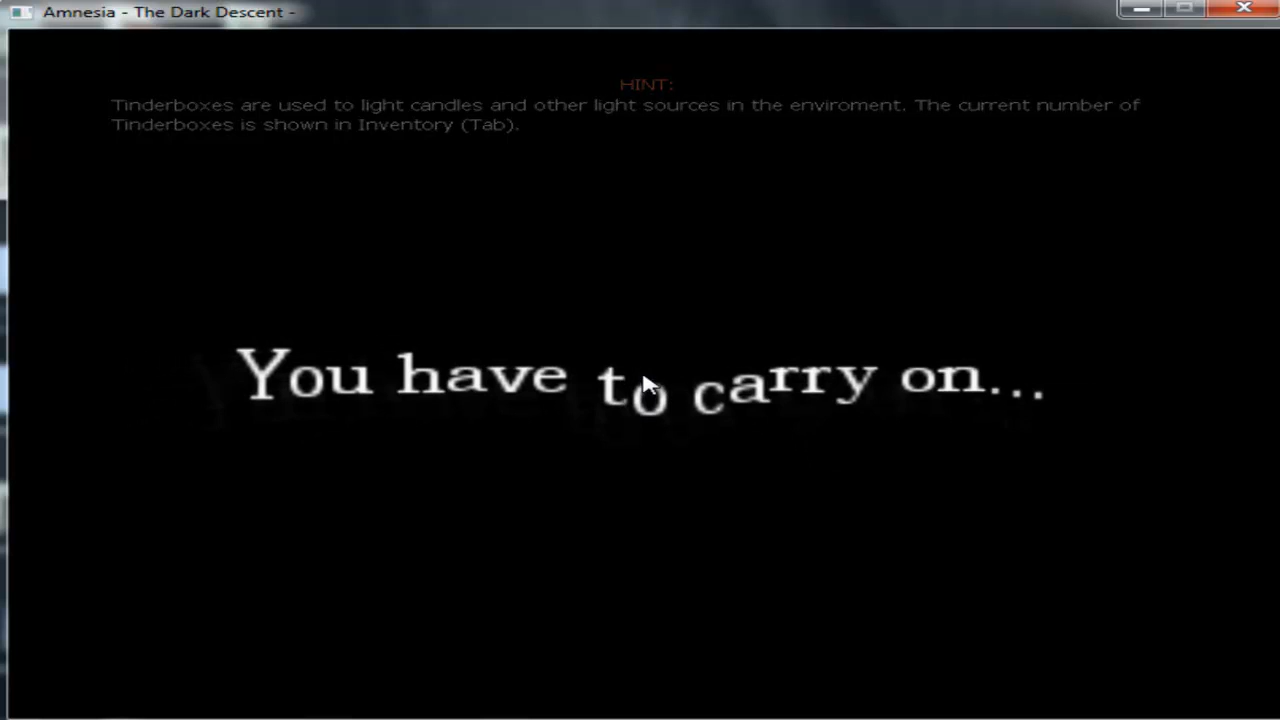 Amnesia - The Dark Descent -
HINT:
Tinderboxes are used to light candles and other light sources in the enviroment. The current number of
Tinderboxes is shown in Inventory (Tab).
You have to carry on...